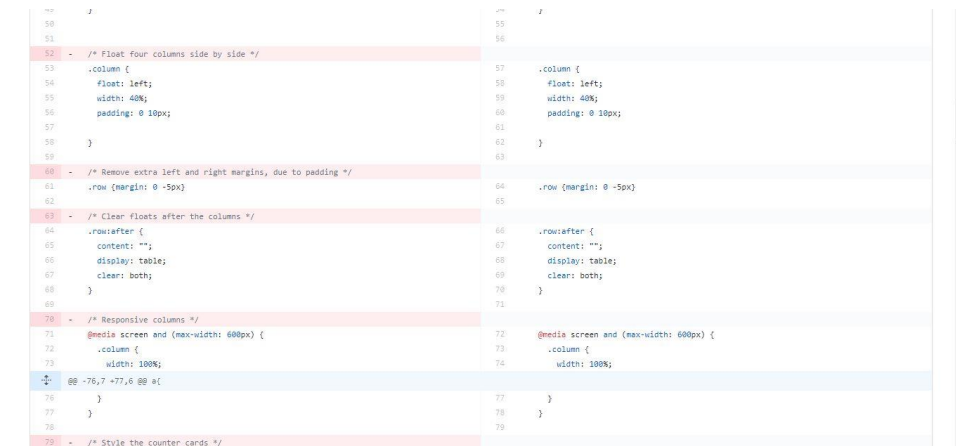 49 } 54 }
50 55
51 56
52 - /* Float four columns side by side */
53 .column { 57 .column {
54 float: left; 58 float: left;
55 width: 40%; 59 width: 40%;
56 padding: 0 10px; 60 padding: 0 10px;
57 61
58 } 62 }
59 63
60 - /* Remove extra left and right margins, due to padding */
61 .row {margin: 0 -5px} 64 .row {margin: 0 -5px}
62 65
63 - /* Clear floats after the columns */
64 .row:after { 66 .row:after {
65 content: ""; 67 content: "";
66 display: table; 68 display: table;
67 clear: both; 69 clear: both;
68 } 70 }
69 71
70 - /* Responsive columns */
71 @media screen and (max-width: 600px) { 72 @media screen and (max-width: 600px) {
72 .column { 73 .column {
73 width: 100%; 74 width: 100%;
@@ -76,7 +77,6 @@ a{
76 } 77 }
77 } 78 }
78 79
79 - /* Style the counter cards */